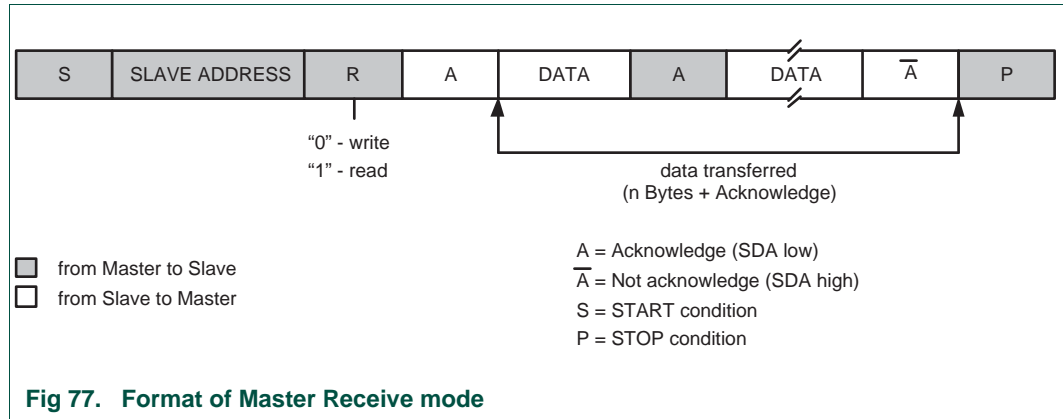 S SLAVE ADDRESS R A DATA A DATA A̅ P
“0” - write
“1” - read
data transferred
(n Bytes + Acknowledge)
from Master to Slave
from Slave to Master
A = Acknowledge (SDA low)
A̅ = Not acknowledge (SDA high)
S = START condition
P = STOP condition
Fig 77. Format of Master Receive mode